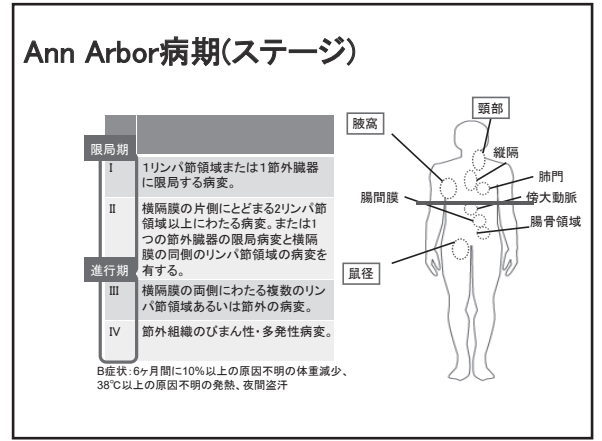 Ann Arbor病期(ステージ)
限局期
Ⅰ
1リンパ節領域または1節外臓器
に限局する病変。
Ⅱ
横隔膜の片側にとどまる2リンパ節
領域以上にわたる病変。または1
つの節外臓器の限局病変と横隔
膜の同側のリンパ節領域の病変を
有する。
進行期
Ⅲ
横隔膜の両側にわたる複数のリン
パ節領域あるいは節外の病変。
Ⅳ
節外組織のびまん性・多発性病変。
B症状:6ヶ月間に10%以上の原因不明の体重減少、
38℃以上の原因不明の発熱、夜間盗汗
頸部
腋窩
縦隔
肺門
腸間膜
傍大動脈
腸骨領域
鼠径